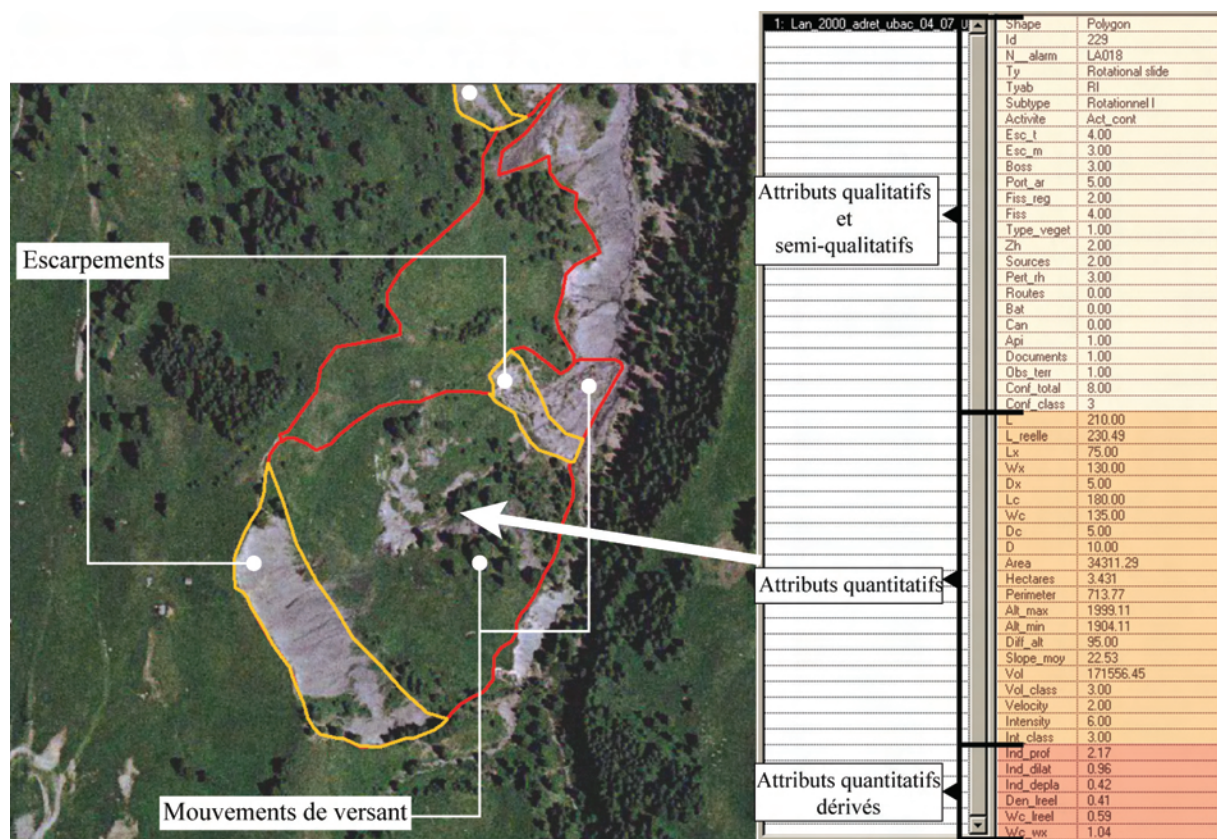 Escarpements
Mouvements de versant
1: Lan_2000_adret_ubac_04_07_U
Attributs qualitatifs
et
semi-qualitatifs
Attributs quantitatifs
Attributs quantitatifs
dérivés
Shape Polygon
Id 229
N__alarm LA018
Ty Rotational slide
Tyab RI
Subtype Rotationnel I
Activite Act_cont
Esc_t 4.00
Esc_m 3.00
Boss 3.00
Port_ar 5.00
Fiss_reg 2.00
Fiss 4.00
Type_veget 1.00
Zh 2.00
Sources 2.00
Pert_rh 3.00
Routes 0.00
Bat 0.00
Can 0.00
Api 1.00
Documents 1.00
Obs_terr 1.00
Conf_total 8.00
Conf_class 3
L 210.00
L_reelle 230.49
Lx 75.00
Wx 130.00
Dx 5.00
Lc 180.00
Wc 135.00
Dc 5.00
D 10.00
Area 34311.29
Hectares 3.431
Perimeter 713.77
Alt_max 1999.11
Alt_min 1904.11
Diff_alt 95.00
Slope_moy 22.53
Vol 171556.45
Vol_class 3.00
Velocity 2.00
Intensity 6.00
Int_class 3.00
Ind_prof 2.17
Ind_dilat 0.96
Ind_depla 0.42
Den_lreel 0.41
Wc_lreel 0.59
Wc_wx 1.04